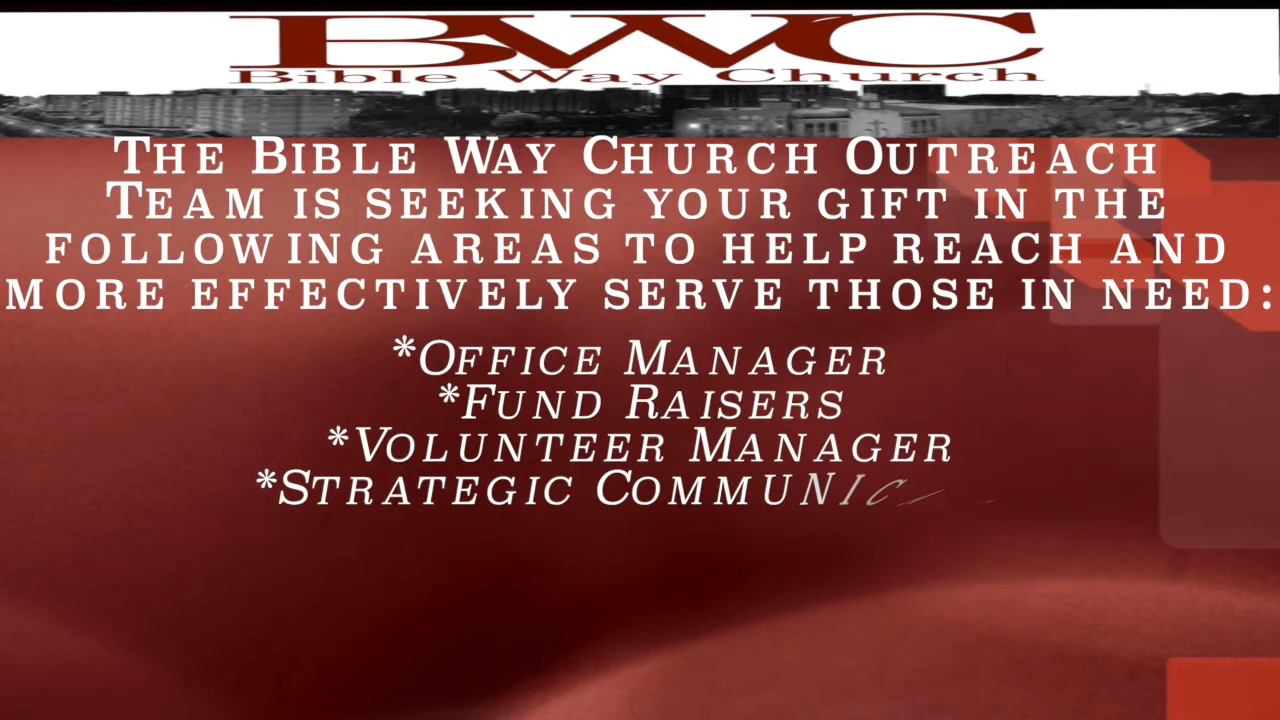 BWC
Bible Way Church
The Bible Way Church Outreach
Team is seeking your gift in the
following areas to help reach and
more effectively serve those in need:
*Office Manager
*Fund Raisers
*Volunteer Manager
*Strategic